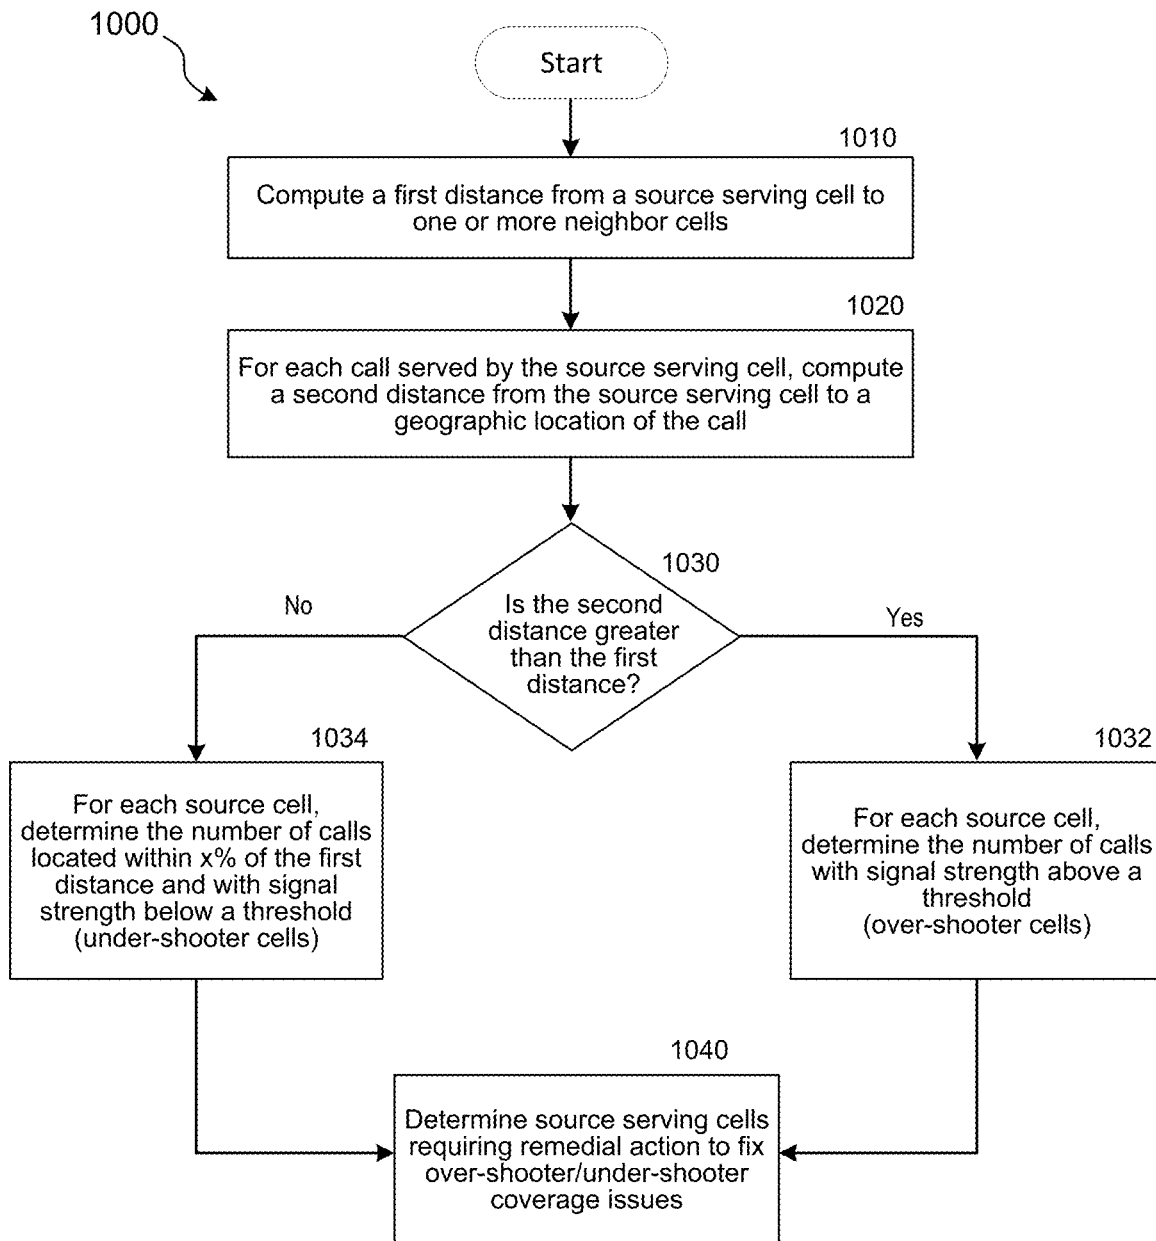 1000
Start
1010
Compute a first distance from a source serving cell to
one or more neighbor cells
1020
For each call served by the source serving cell, compute
a second distance from the source serving cell to a
geographic location of the call
1030
Is the second
distance greater
than the first
distance?
No
Yes
1034
For each source cell,
determine the number of calls
located within x% of the first
distance and with signal
strength below a threshold
(under-shooter cells)
1032
For each source cell,
determine the number of calls
with signal strength above a
threshold
(over-shooter cells)
1040
Determine source serving cells
requiring remedial action to fix
over-shooter/under-shooter
coverage issues